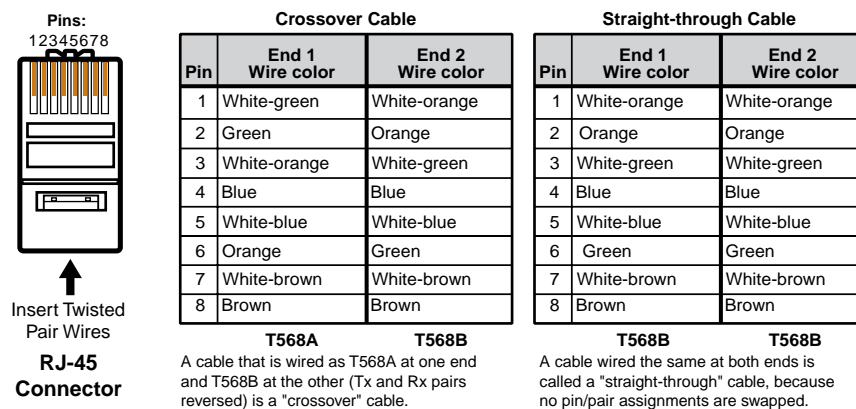 Pins:
12345678
Insert Twisted
Pair Wires
RJ-45
Connector
Crossover Cable
Pin End 1 Wire color End 2 Wire color
1 White-green White-orange
2 Green Orange
3 White-orange White-green
4 Blue Blue
5 White-blue White-blue
6 Orange Green
7 White-brown White-brown
8 Brown Brown
T568A T568B
A cable that is wired as T568A at one end
and T568B at the other (Tx and Rx pairs
reversed) is a "crossover" cable.
Straight-through Cable
Pin End 1 Wire color End 2 Wire color
1 White-orange White-orange
2 Orange Orange
3 White-green White-green
4 Blue Blue
5 White-blue White-blue
6 Green Green
7 White-brown White-brown
8 Brown Brown
T568B T568B
A cable wired the same at both ends is
called a "straight-through" cable, because
no pin/pair assignments are swapped.